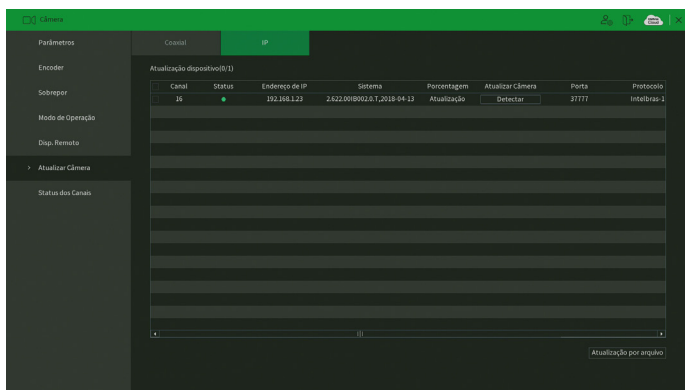 Câmera
Parâmetros
Encoder
Sobrepor
Modo de Operação
Disp. Remoto
Atualizar Câmera
Status dos Canais
Coaxial IP
Atualização dispositivo(0/1)
Canal Status Endereço de IP Sistema Porcentagem Atualizar Câmera Porta Protocolo
16 192.168.1.23 2.622.00IB002.0.T,2018-04-13 Atualização Detectar 37777 Intelbras-1
Atualização por arquivo